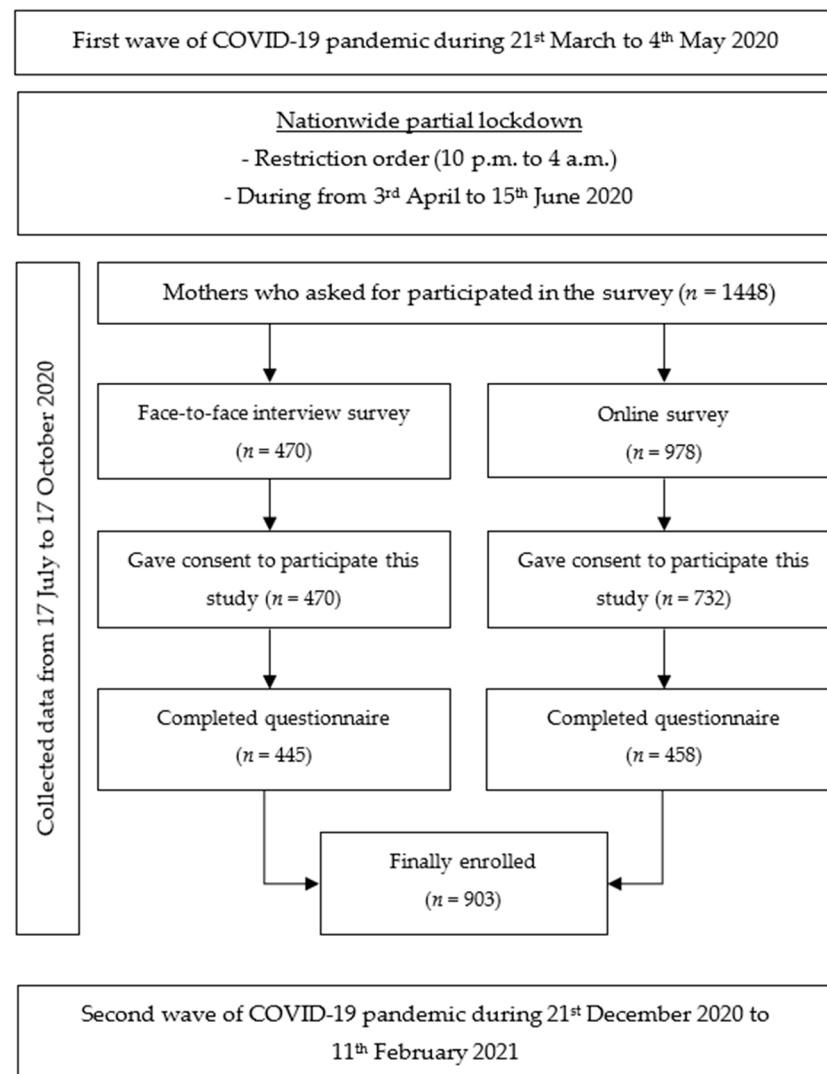 First wave of COVID-19 pandemic during 21st March to 4th May 2020
Nationwide partial lockdown
- Restriction order (10 p.m. to 4 a.m.)
- During from 3rd April to 15th June 2020
Collected data from 17 July to 17 October 2020
Mothers who asked for participated in the survey (n = 1448)
Face-to-face interview survey
(n = 470)
Online survey
(n = 978)
Gave consent to participate this
study (n = 470)
Gave consent to participate this
study (n = 732)
Completed questionnaire
(n = 445)
Completed questionnaire
(n = 458)
Finally enrolled
(n = 903)
Second wave of COVID-19 pandemic during 21st December 2020 to
11th February 2021